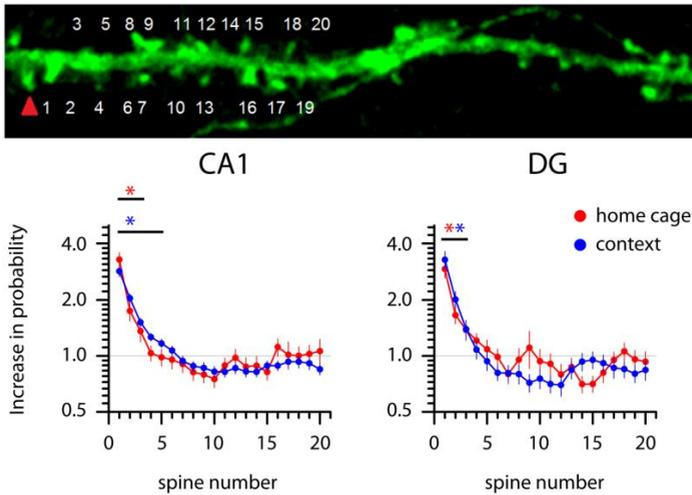 3 5 8 9 11 12 14 15 18 20
1 2 4 6 7 10 13 16 17 19
CA1 DG
* home cage
* ** context
Increase in probability
4.0 4.0
2.0 2.0
1.0 1.0
0.5 0.5
0 5 10 15 20 0 5 10 15 20
spine number spine number